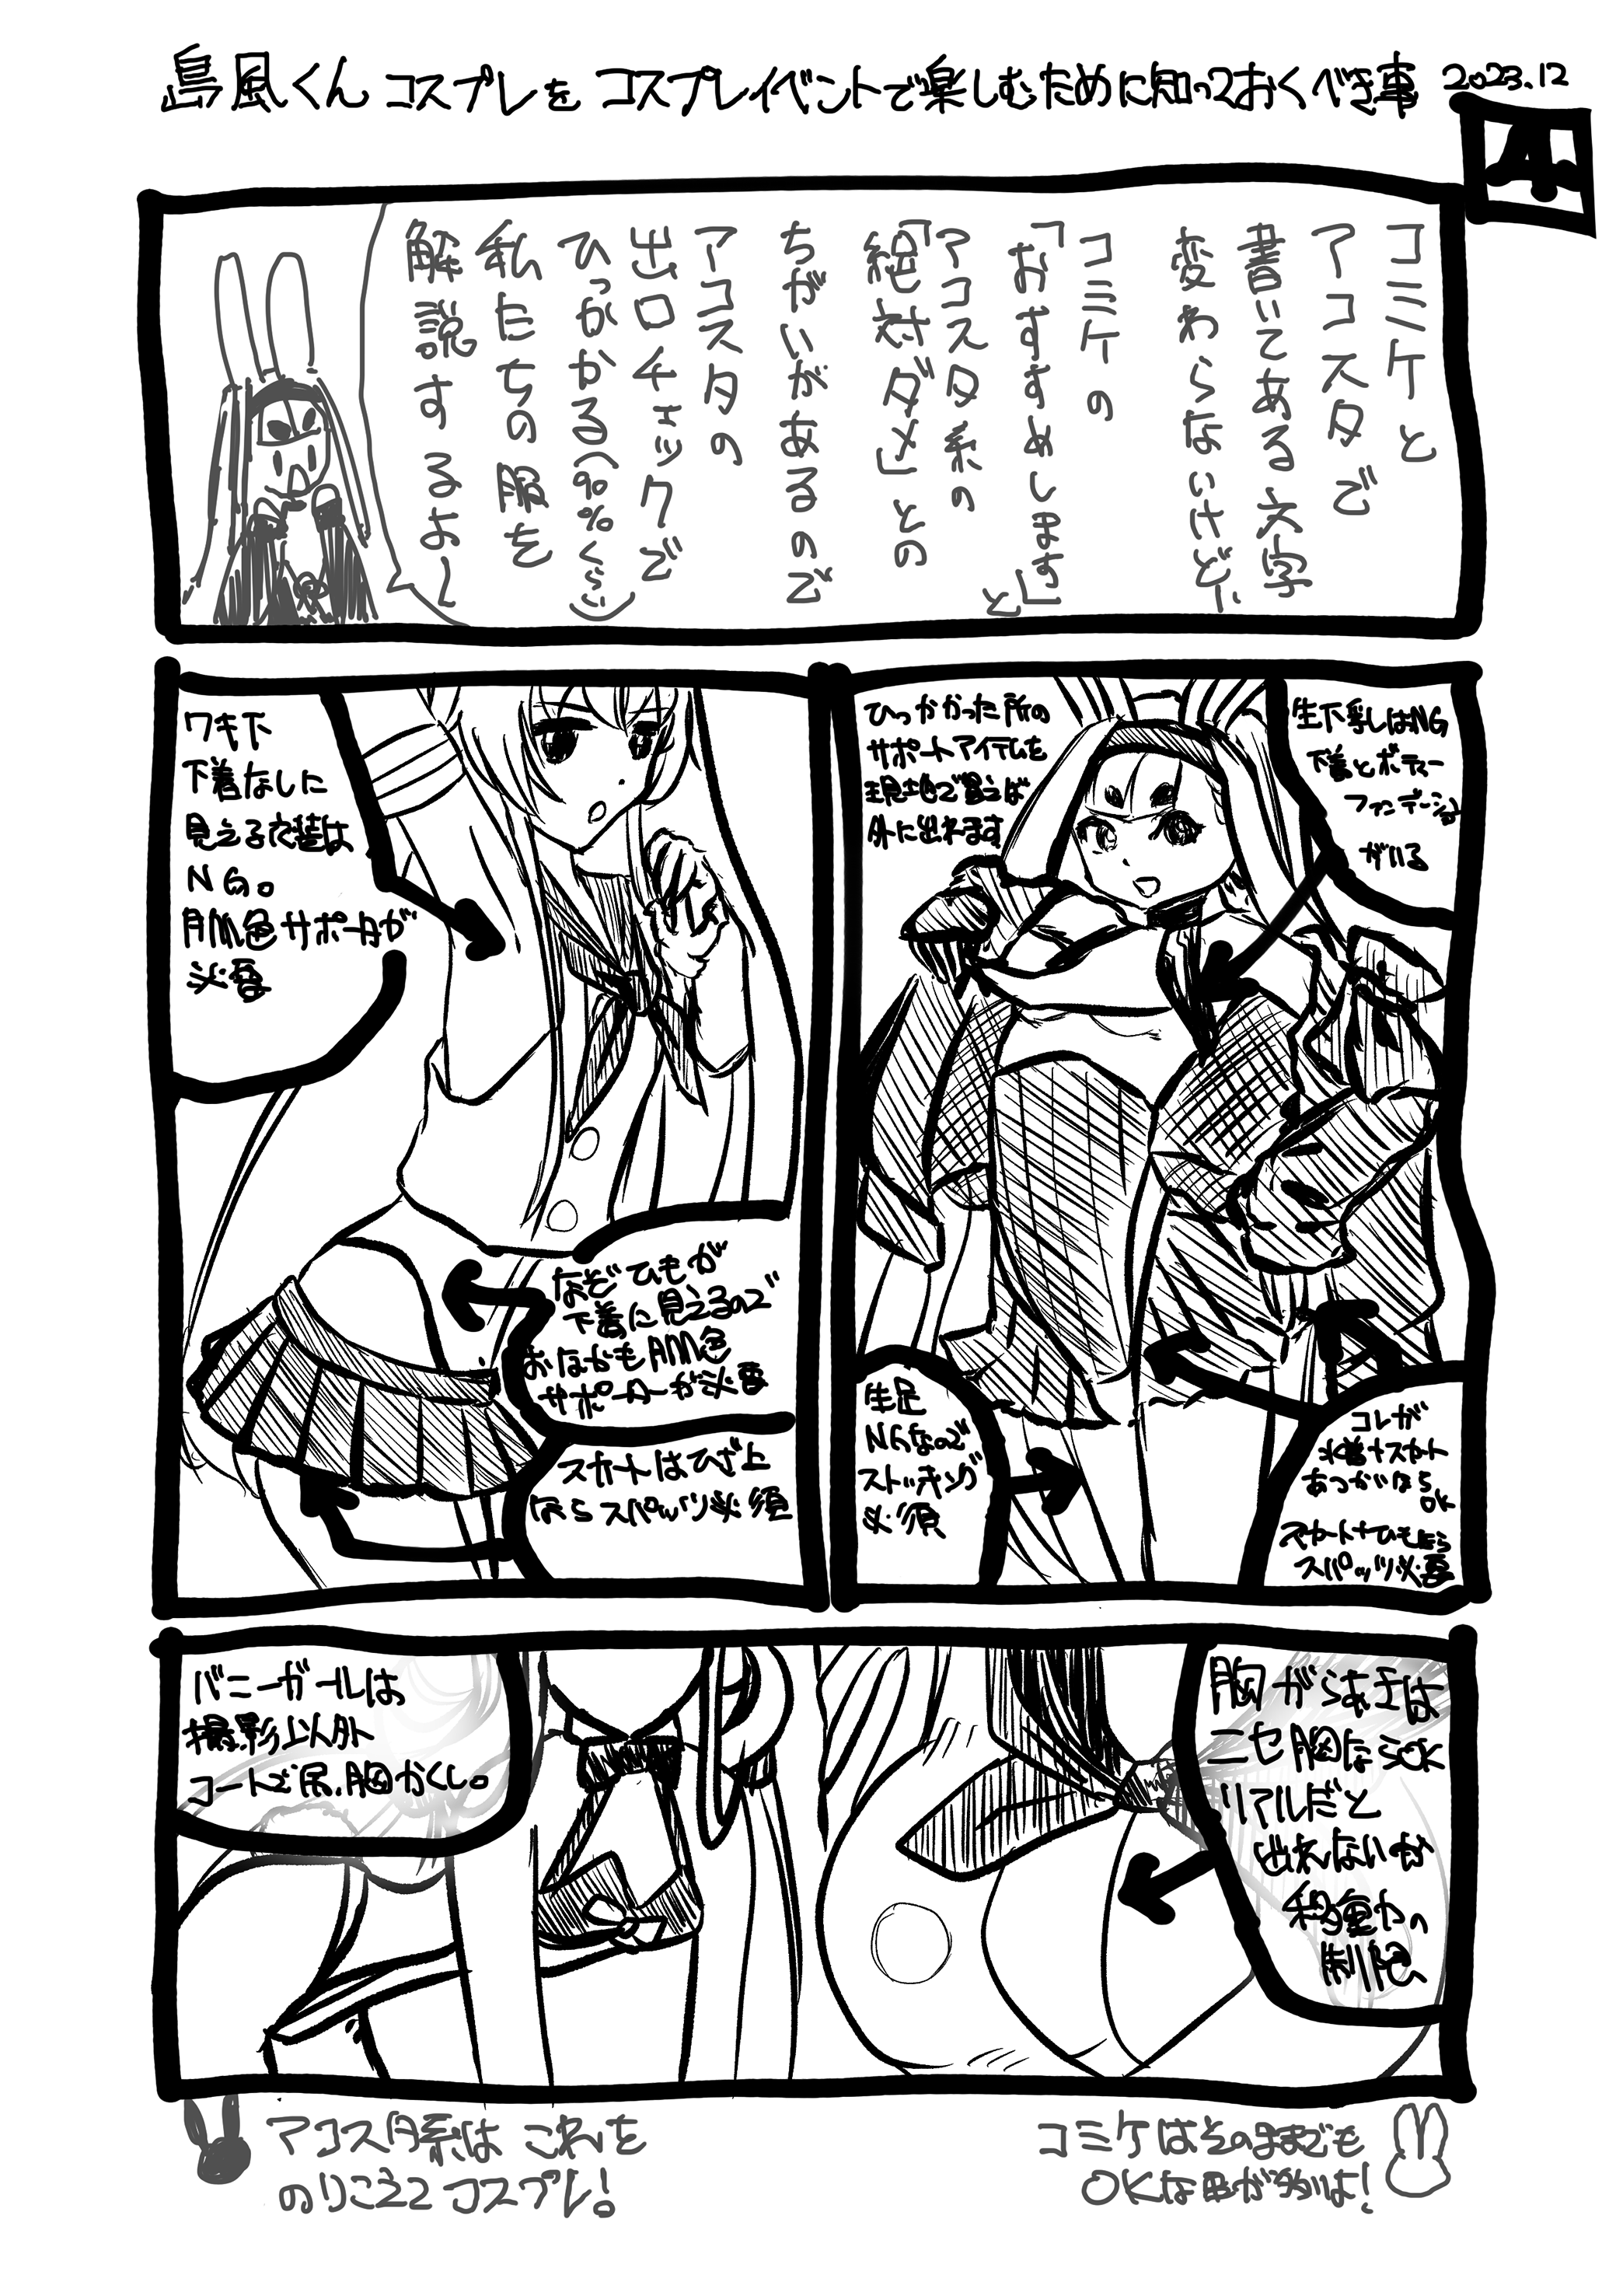 島風くんコスプレをコスプレイベントで楽しむために知っておくべき事 2023.12
4
コミケと
アコスタで
書いてある文字
変わらないけど、
コミケの
「おすすめします」と
アコスタ系の
「絶対ダメ」との
ちがいがあるので
アコスタの
出口チェックで
ひっかかる(%%くらい)
私たちの服を
解説するよー
生下乳しはNG
下着とボディー
ファンデーション
がいる
ひっかかった所の
サポートアイテムを
現地で買えば
外に出れます
生足
NGなので
ストッキング
必須
コレが
水着+スカート
あつかいなら
OK
スカート+ひもなら
スパッツ必要
ワキ下
下着なしに
見える衣装は
NG。
肌色サポータが
必要
なぞひもが
下着に見えるので
おなかも肌色
サポーターが必要
スカートはひざ上
ならスパッツ必須
胸がらむ王は
ニセ胸ならOK
リアルだと
出れないか
移動力の
制限
バニーガールは
撮影以外
コートで尻、胸かくし。
コミケはそのままでも
OKな事が多いよ!
アコスタ系はこれを
のりこえてコスプレ!